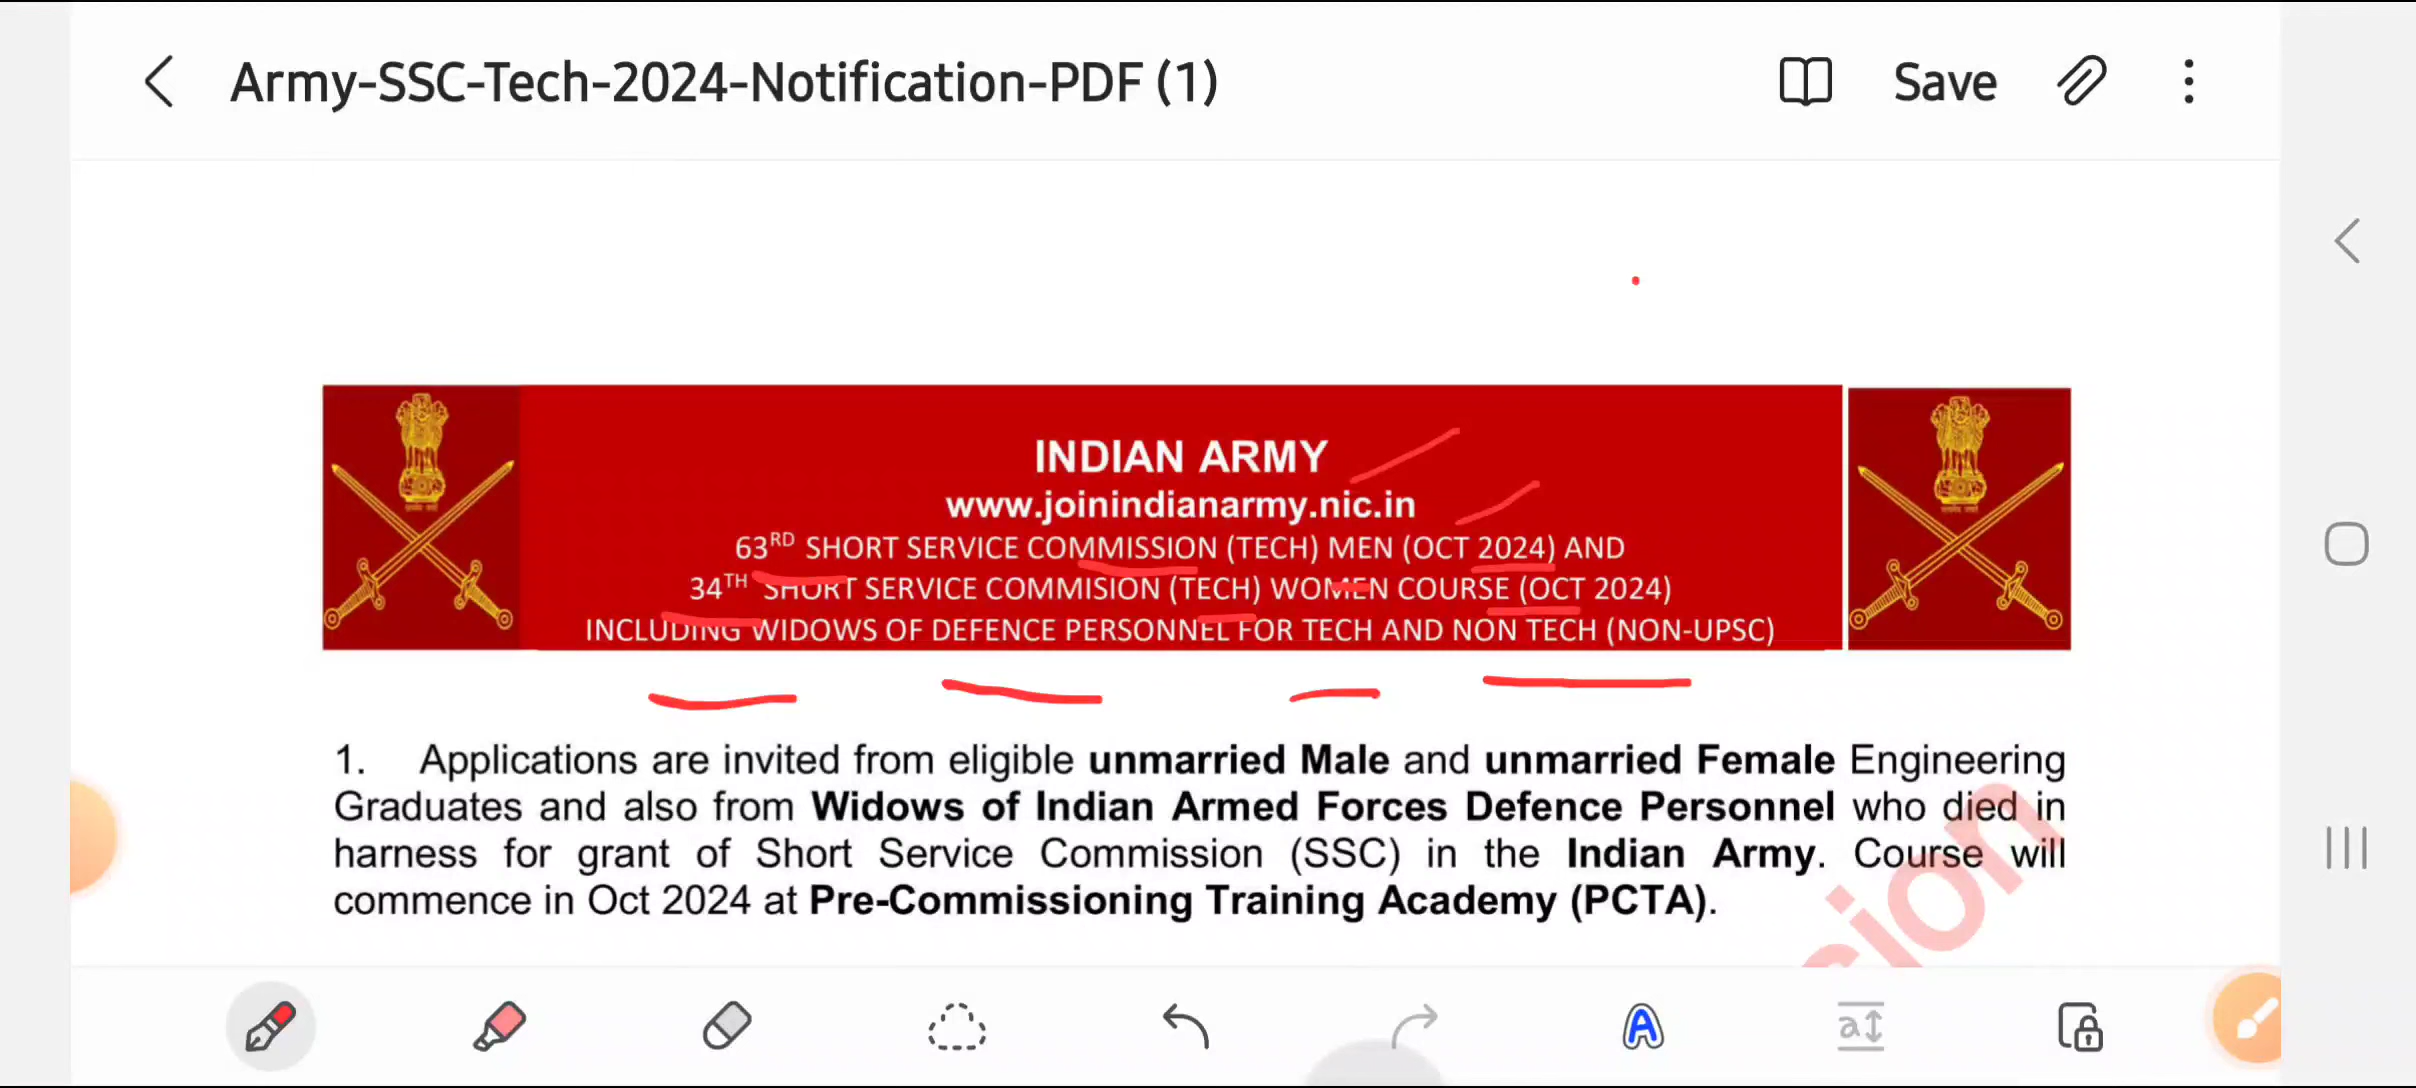 Army-SSC-Tech-2024-Notification-PDF (1)
Save
INDIAN ARMY
www.joinindianarmy.nic.in
63RD SHORT SERVICE COMMISSION (TECH) MEN (OCT 2024) AND
34TH SHORT SERVICE COMMISION (TECH) WOMEN COURSE (OCT 2024)
INCLUDING WIDOWS OF DEFENCE PERSONNEL FOR TECH AND NON TECH (NON-UPSC)
1. Applications are invited from eligible unmarried Male and unmarried Female Engineering
Graduates and also from Widows of Indian Armed Forces Defence Personnel who died in
harness for grant of Short Service Commission (SSC) in the Indian Army. Course will
commence in Oct 2024 at Pre-Commissioning Training Academy (PCTA).
A
a